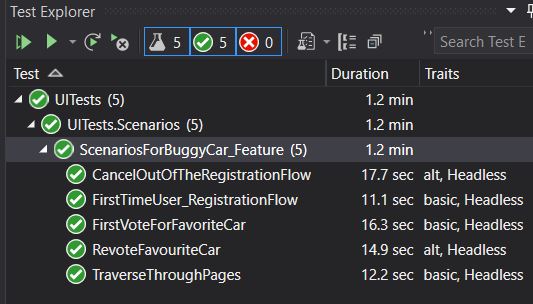 Test Explorer
5 5 0 Search Test E
Test Duration Traits
UITests (5) 1.2 min
UITests.Scenarios (5) 1.2 min
ScenariosForBuggyCar_Feature (5) 1.2 min
CancelOutOfTheRegistrationFlow 17.7 sec alt, Headless
FirstTimeUser_RegistrationFlow 11.1 sec basic, Headless
FirstVoteForFavoriteCar 16.3 sec basic, Headless
RevoteFavouriteCar 14.9 sec alt, Headless
TraverseThroughPages 12.2 sec basic, Headless